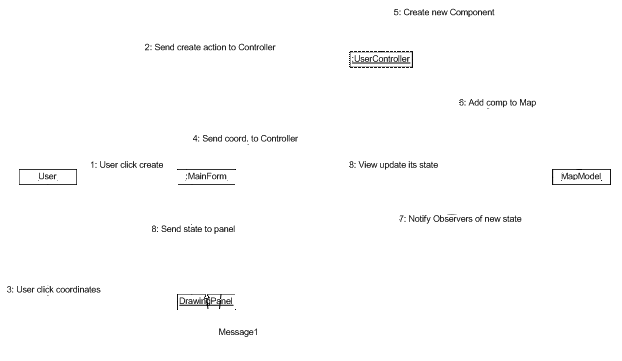 5: Create new Component
2: Send create action to Controller
:UserController
6: Add comp to Map
4: Send coord. to Controller
1: User click create
8: View update its state
User
:MainForm
MapModel
7: Notify Observers of new state
8: Send state to panel
3: User click coordinates
DrawingPanel
Message1